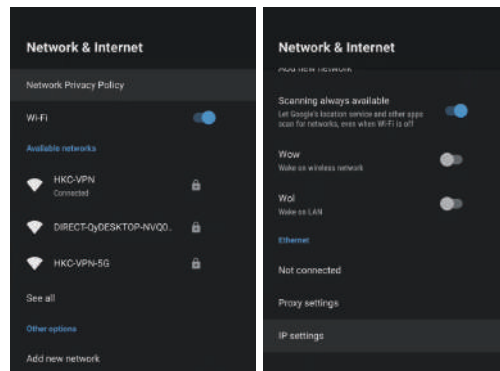 Network & Internet
Network Privacy Policy
Wi-Fi
Available networks
HKC-VPN
Connected
DIRECT-QyDESKTOP-NVQ0..
HKC-VPN-5G
See all
Other options
Add new network
Network & Internet
Add new network
Scanning always available
Let Google's location service and other apps
scan for networks, even when Wi-Fi is off
Wow
Wake on wireless network
Wol
Wake on LAN
Ethernet
Not connected
Proxy settings
IP settings